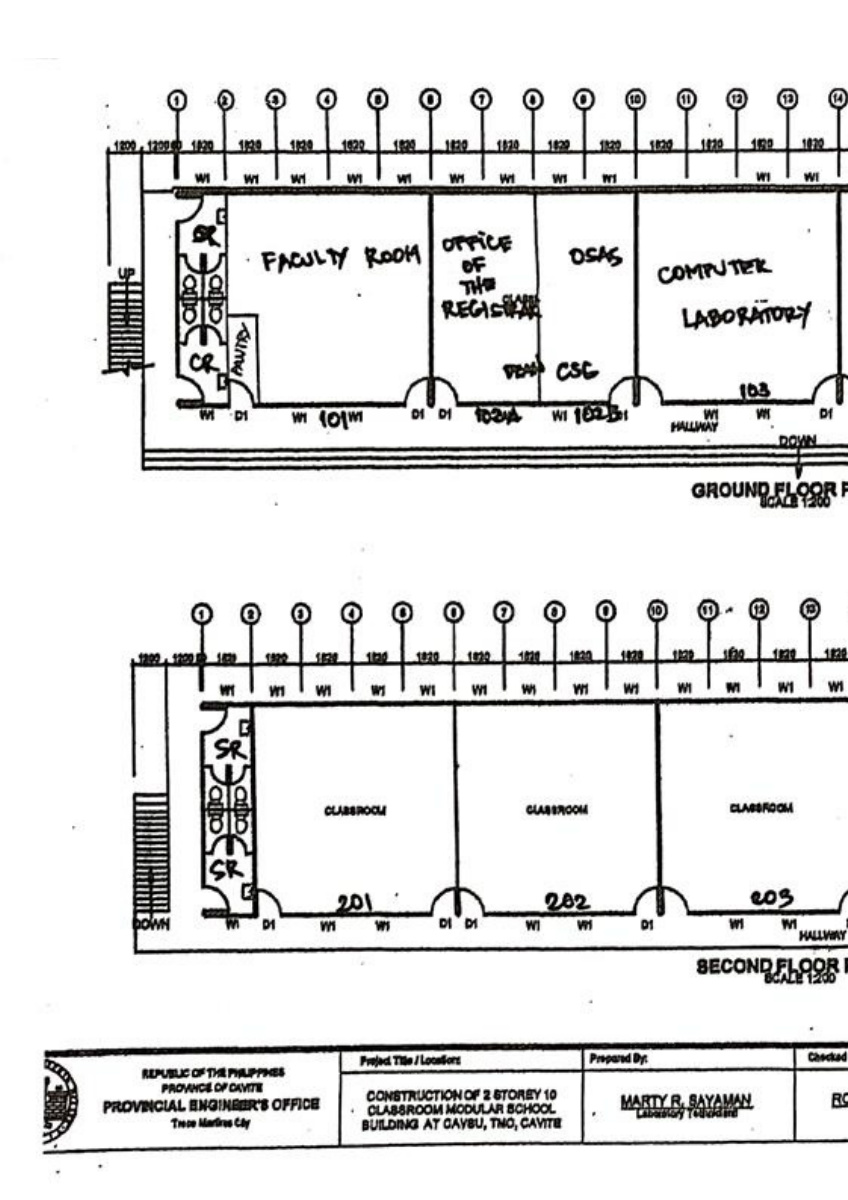 1 2 3 4 5 6 7 8 9 10 11 12 13 14
1200 1200 1820 1820 1820 1820 1820 1820 1820 1820 1820 1820 1820 1820 1820
W1 W1 W1 W1 W1 W1 W1 W1 W1 W1 W1
CR
FACULTY ROOM
OFFICE
OF
THE
REGISTRAR
OSAS
COMPUTER
LABORATORY
UP
CR
PANTRY
CSG
103
W1 D1 W1 101 W1 D1 D1 102A W1 102B D1 W1 W1 D1
HALLWAY
DOWN
GROUND FLOOR P
SCALE 1:200
1 2 3 4 5 6 7 8 9 10 11 12 13
1200 1200 1820 1820 1820 1820 1820 1820 1820 1820 1820 1820 1820 1820 1820
W1 W1 W1 W1 W1 W1 W1 W1 W1 W1 W1 W1 W1
SR
CLASSROOM CLASSROOM CLASSROOM
SR
201 202 203
DOWN W1 D1 W1 W1 D1 D1 W1 W1 D1 W1 W1
HALLWAY
SECOND FLOOR P
SCALE 1:200
REPUBLIC OF THE PHILIPPINES
PROVINCE OF CAVITE
PROVINCIAL ENGINEER'S OFFICE
Trece Martires City
Project Title / Location:
CONSTRUCTION OF 2 STOREY 10
CLASSROOM MODULAR SCHOOL
BUILDING AT CAVSU, TMC, CAVITE
Prepared By:
MARTY R. SAYAMAN
Laboratory Technician I
Checked
RO